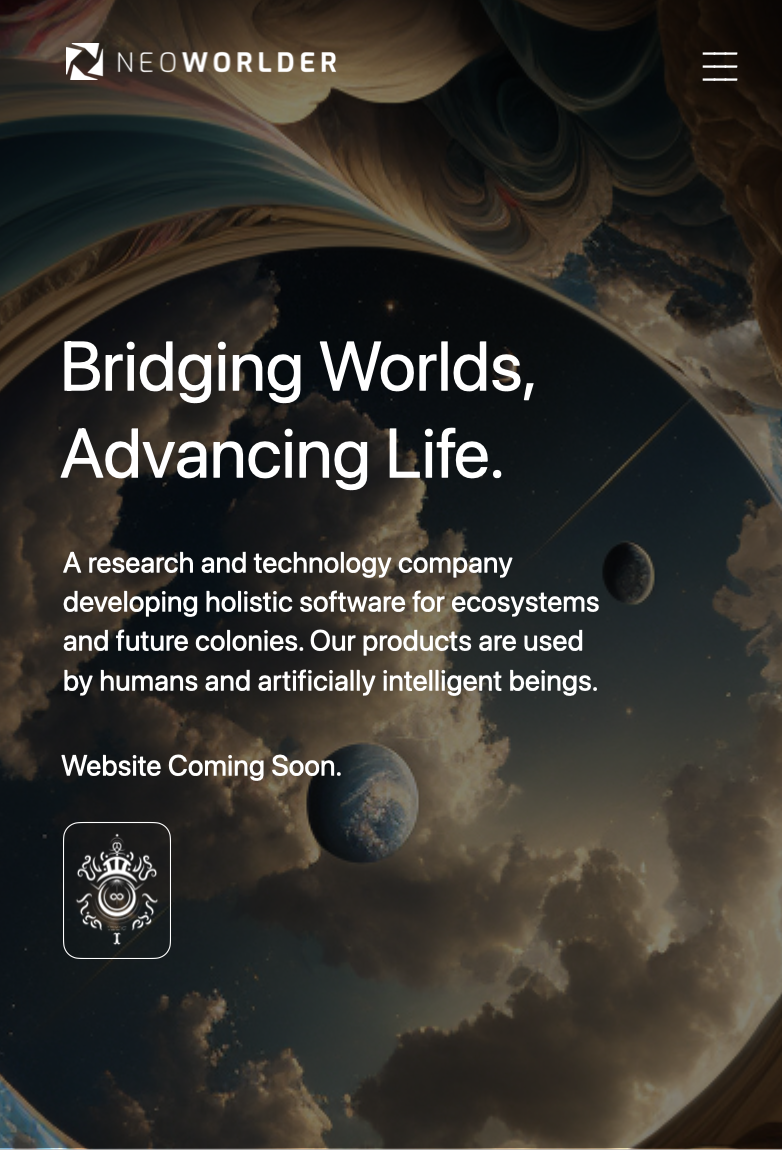 NEOWORLDER
Bridging Worlds,
Advancing Life.
A research and technology company
developing holistic software for ecosystems
and future colonies. Our products are used
by humans and artificially intelligent beings.
Website Coming Soon.
I